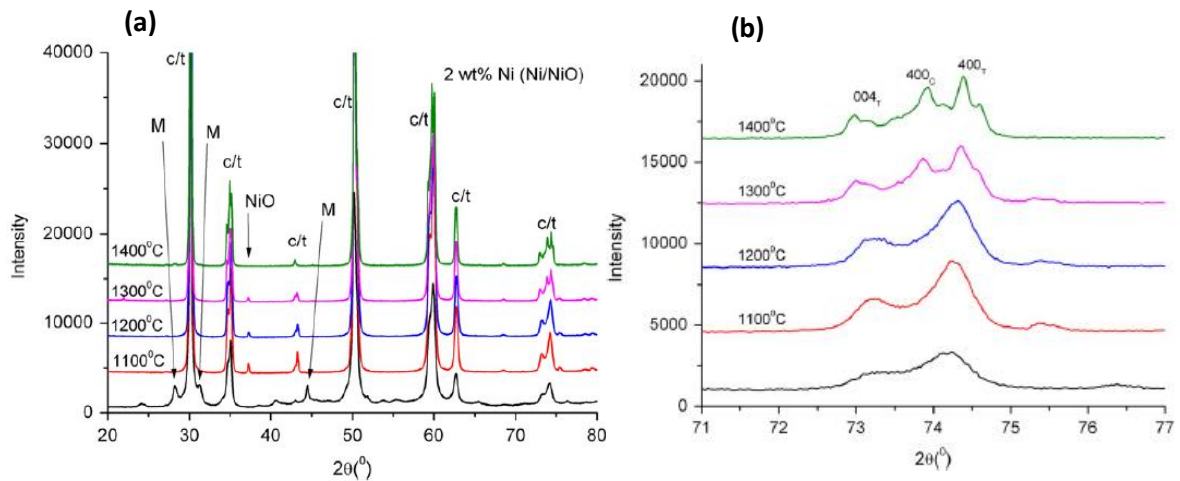 (a)
40000
30000
20000
10000
0
Intensity
c/t
M
M
c/t
NiO
c/t
c/t
M
c/t
c/t
c/t
2 wt% Ni (Ni/NiO)
1400⁰C
1300⁰C
1200⁰C
1100⁰C
20 30 40 50 60 70 80
2θ(⁰)
(b)
20000
15000
10000
5000
0
Intensity
004T
400C
400T
1400⁰C
1300⁰C
1200⁰C
1100⁰C
71 72 73 74 75 76 77
2θ(⁰)